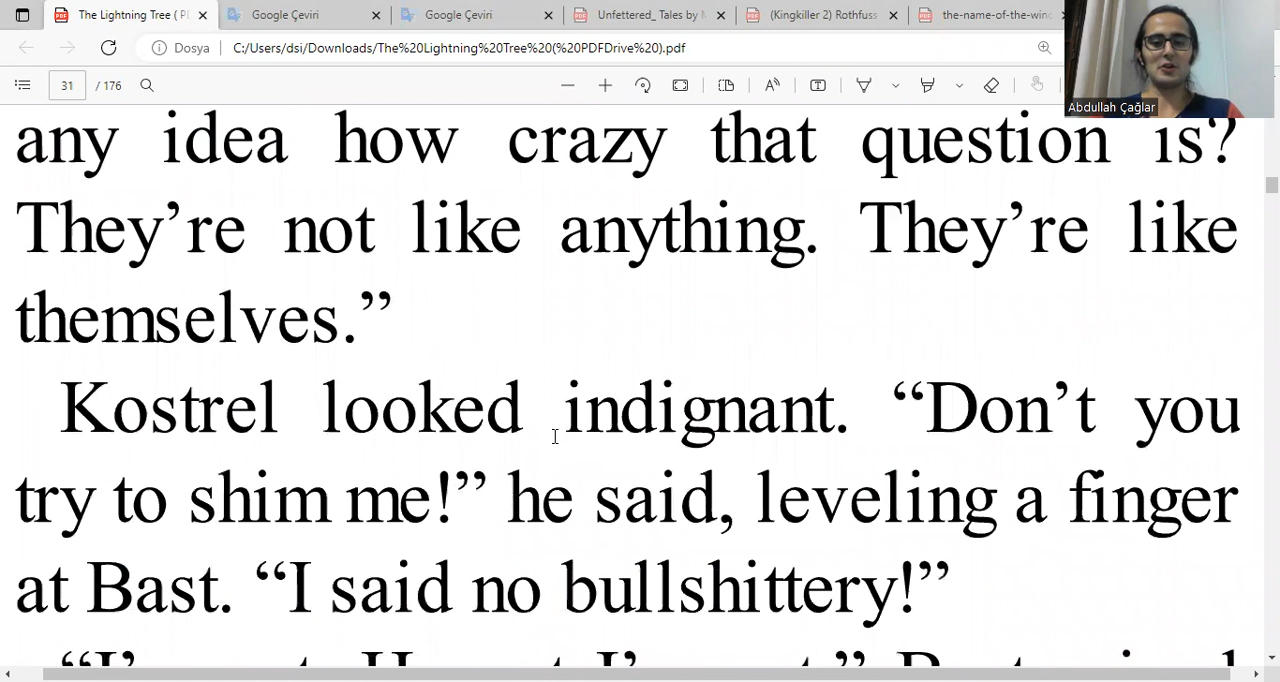 The Lightning Tree ( P
Google Çeviri
Google Çeviri
Unfettered_ Tales by
(Kingkiller 2) Rothfuss
the-name-of-the-win
Dosya
C:/Users/dsi/Downloads/The%20Lightning%20Tree%20(%20PDFDrive%20).pdf
31 / 176
Abdullah Çağlar
any idea how crazy that question is?
They’re not like anything. They’re like
themselves.”
Kostrel looked indignant. “Don’t you
try to shim me!” he said, leveling a finger
at Bast. “I said no bullshittery!”